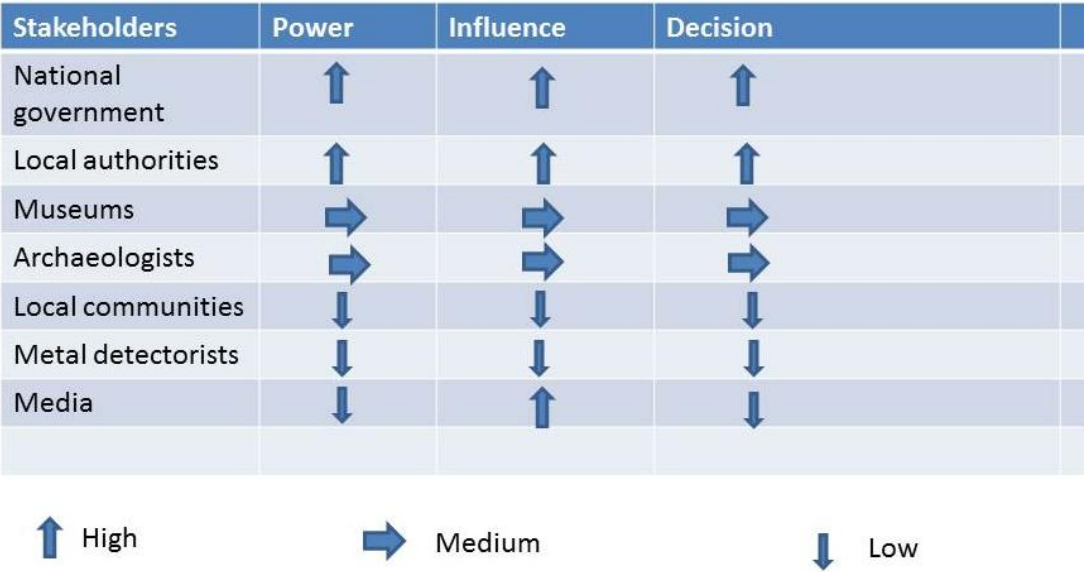 Stakeholders Power Influence Decision
National
government
Local authorities
Museums
Archaeologists
Local communities
Metal detectorists
Media
High Medium Low